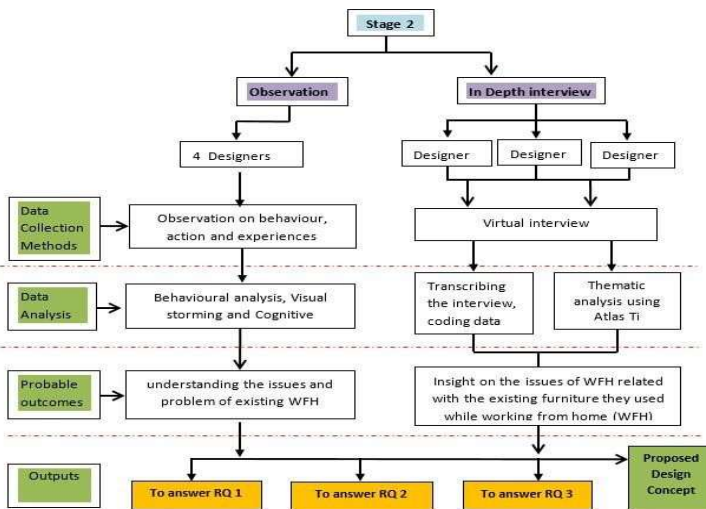 Stage 2
Observation
In Depth interview
4 Designers
Designer
Designer
Designer
Data
Collection
Methods
Observation on behaviour,
action and experiences
Virtual interview
Data
Analysis
Behavioural analysis, Visual
storming and Cognitive
Transcribing
the interview,
coding data
Thematic
analysis using
Atlas Ti
Probable
outcomes
understanding the issues and
problem of existing WFH
Insight on the issues of WFH related
with the existing furniture they used
while working from home (WFH)
Outputs
To answer RQ 1
To answer RQ 2
To answer RQ 3
Proposed
Design
Concept